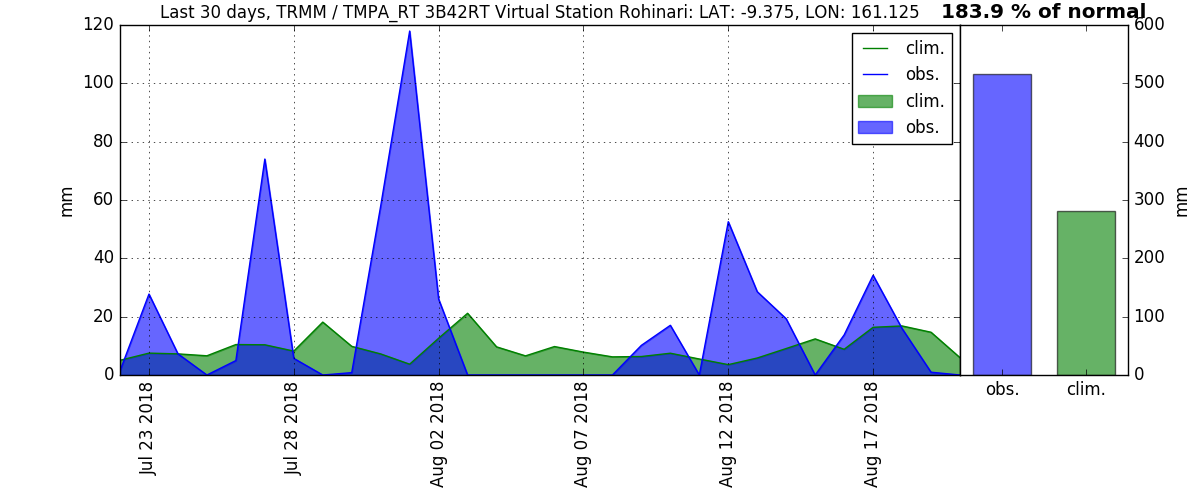 Last 30 days, TRMM / TMPA_RT 3B42RT Virtual Station Rohinari: LAT: -9.375, LON: 161.125
183.9 % of normal
120
100
80
60
40
20
0
mm
clim.
obs.
clim.
obs.
600
500
400
300
200
100
0
mm
Jul 23 2018
Jul 28 2018
Aug 02 2018
Aug 07 2018
Aug 12 2018
Aug 17 2018
obs.
clim.